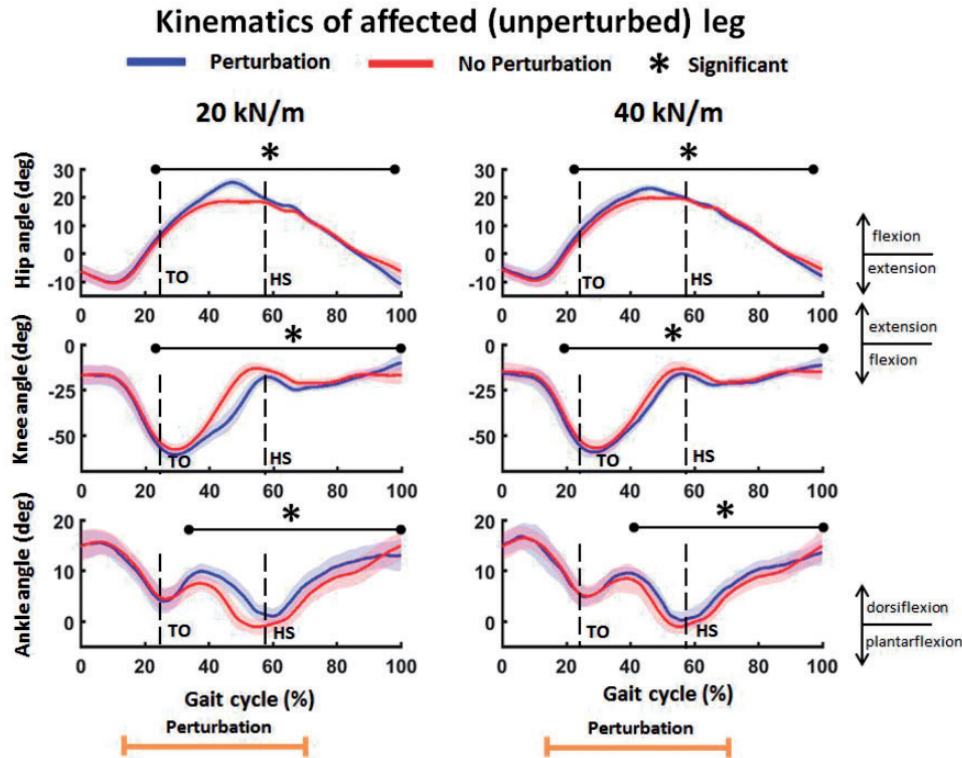 Kinematics of affected (unperturbed) leg
Perturbation No Perturbation * Significant
20 kN/m 40 kN/m
Hip angle (deg)
30
20
10
0
-10
TO HS
0 20 40 60 80 100
*
30
20
10
0
-10
TO HS
0 20 40 60 80 100
*
flexion
extension
Knee angle (deg)
0
-25
-50
TO HS
0 20 40 60 80 100
*
0
-25
-50
TO HS
0 20 40 60 80 100
*
extension
flexion
Ankle angle (deg)
20
10
0
TO HS
0 20 40 60 80 100
*
20
10
0
TO HS
0 20 40 60 80 100
*
dorsiflexion
plantarflexion
Gait cycle (%) Gait cycle (%)
Perturbation Perturbation